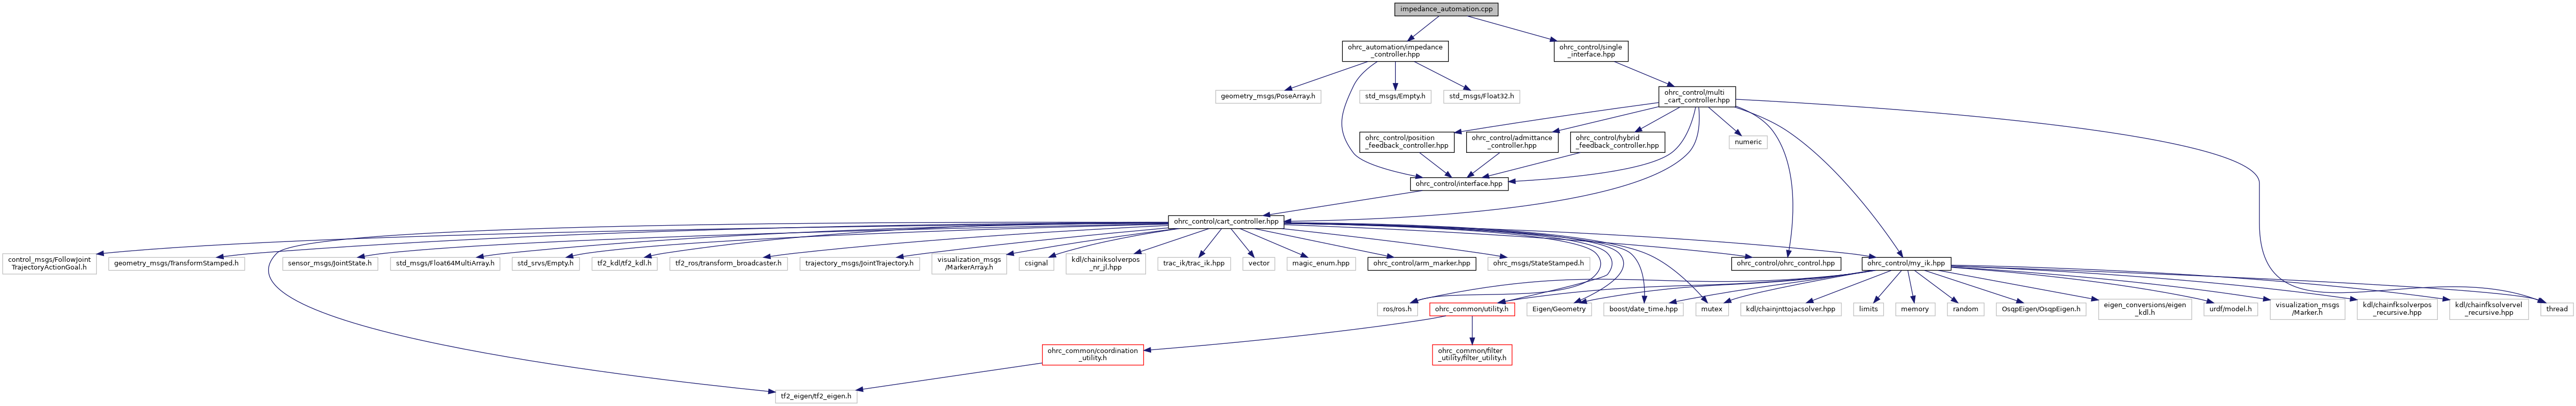 impedance_automation.cpp
ohrc_automation/impedance
_controller.hpp
ohrc_control/single
_interface.hpp
geometry_msgs/PoseArray.h
std_msgs/Empty.h
std_msgs/Float32.h
ohrc_control/multi
_cart_controller.hpp
ohrc_control/position
_feedback_controller.hpp
ohrc_control/admittance
_controller.hpp
ohrc_control/hybrid
_feedback_controller.hpp
numeric
ohrc_control/interface.hpp
ohrc_control/cart_controller.hpp
control_msgs/FollowJoint
TrajectoryActionGoal.h
geometry_msgs/TransformStamped.h
sensor_msgs/JointState.h
std_msgs/Float64MultiArray.h
std_srvs/Empty.h
tf2_kdl/tf2_kdl.h
tf2_ros/transform_broadcaster.h
trajectory_msgs/JointTrajectory.h
visualization_msgs
/MarkerArray.h
csignal
kdl/chainiksolverpos
_nr_jl.hpp
trac_ik/trac_ik.hpp
vector
magic_enum.hpp
ohrc_control/arm_marker.hpp
ohrc_msgs/StateStamped.h
ohrc_control/ohrc_control.hpp
ohrc_control/my_ik.hpp
ros/ros.h
ohrc_common/utility.h
Eigen/Geometry
boost/date_time.hpp
mutex
kdl/chainjnttojacsolver.hpp
limits
memory
random
OsqpEigen/OsqpEigen.h
eigen_conversions/eigen
_kdl.h
urdf/model.h
visualization_msgs
/Marker.h
kdl/chainfksolverpos
_recursive.hpp
kdl/chainfksolvervel
_recursive.hpp
thread
ohrc_common/coordination
_utility.h
ohrc_common/filter
_utility/filter_utility.h
tf2_eigen/tf2_eigen.h